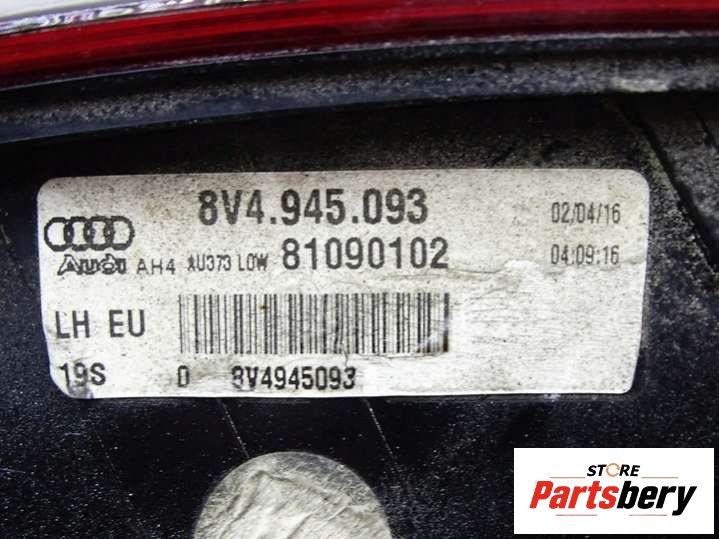 8V4.945.093 02/04/16
Audi AH4 AU373 LOW 81090102 04:09:16
LH EU
19S 0 8V4945093
STORE
Partsbery